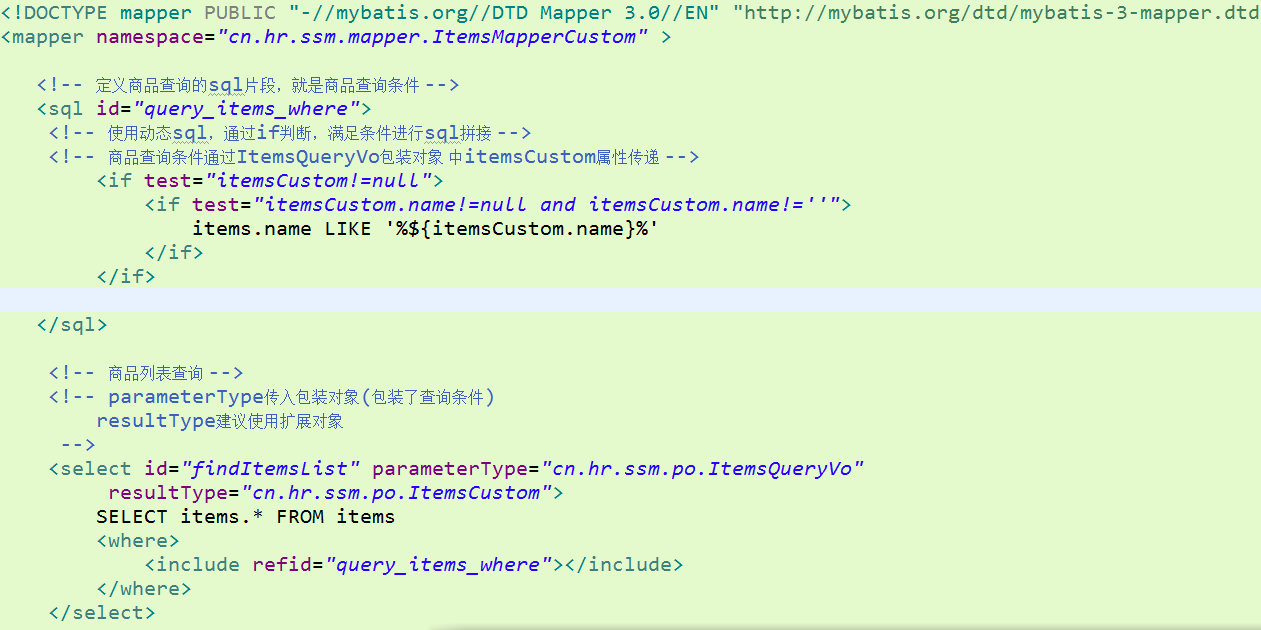 <!DOCTYPE mapper PUBLIC "-//mybatis.org//DTD Mapper 3.0//EN" "http://mybatis.org/dtd/mybatis-3-mapper.dtd
<mapper namespace="cn.hr.ssm.mapper.ItemsMapperCustom" >
<!-- 定义商品查询的sql片段，就是商品查询条件 -->
<sql id="query_items_where">
<!-- 使用动态sql，通过if判断，满足条件进行sql拼接 -->
<!-- 商品查询条件通过ItemsQueryVo包装对象 中itemsCustom属性传递 -->
<if test="itemsCustom!=null">
<if test="itemsCustom.name!=null and itemsCustom.name!=''">
items.name LIKE '%${itemsCustom.name}%'
</if>
</if>
</sql>
<!-- 商品列表查询 -->
<!-- parameterType传入包装对象(包装了查询条件)
resultType建议使用扩展对象
-->
<select id="findItemsList" parameterType="cn.hr.ssm.po.ItemsQueryVo"
resultType="cn.hr.ssm.po.ItemsCustom">
SELECT items.* FROM items
<where>
<include refid="query_items_where"></include>
</where>
</select>